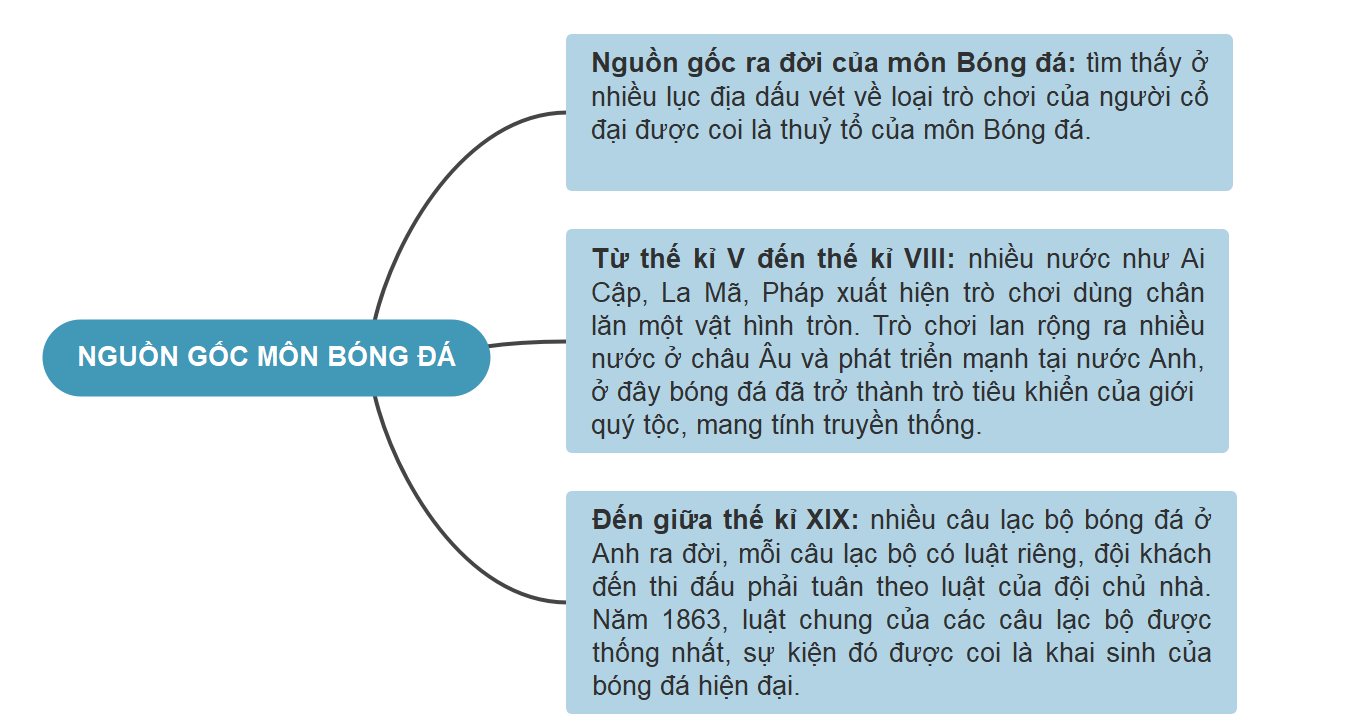 NGUỒN GỐC MÔN BÓNG ĐÁ
Nguồn gốc ra đời của môn Bóng đá: tìm thấy ở
nhiều lục địa dấu vét về loại trò chơi của người cổ
đại được coi là thuỷ tổ của môn Bóng đá.
Từ thế kỉ V đến thế kỉ VIII: nhiều nước như Ai
Cập, La Mã, Pháp xuất hiện trò chơi dùng chân
lăn một vật hình tròn. Trò chơi lan rộng ra nhiều
nước ở châu Âu và phát triển mạnh tại nước Anh,
ở đây bóng đá đã trở thành trò tiêu khiển của giới
quý tộc, mang tính truyền thống.
Đến giữa thế kỉ XIX: nhiều câu lạc bộ bóng đá ở
Anh ra đời, mỗi câu lạc bộ có luật riêng, đội khách
đến thi đấu phải tuân theo luật của đội chủ nhà.
Năm 1863, luật chung của các câu lạc bộ được
thống nhất, sự kiện đó được coi là khai sinh của
bóng đá hiện đại.